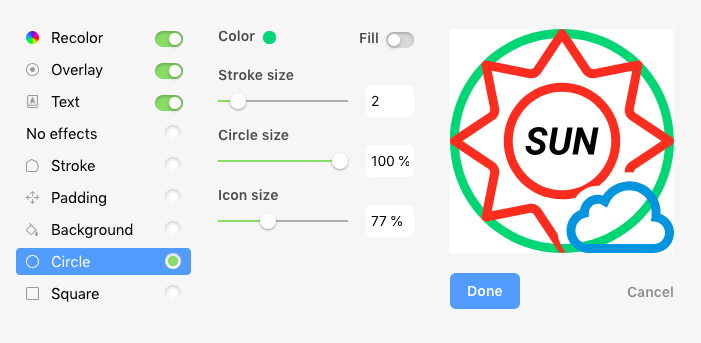 Recolor
Overlay
Text
No effects
Stroke
Padding
Background
Circle
Square
Color
Fill
Stroke size
2
Circle size
100 %
Icon size
77 %
SUN
Done
Cancel